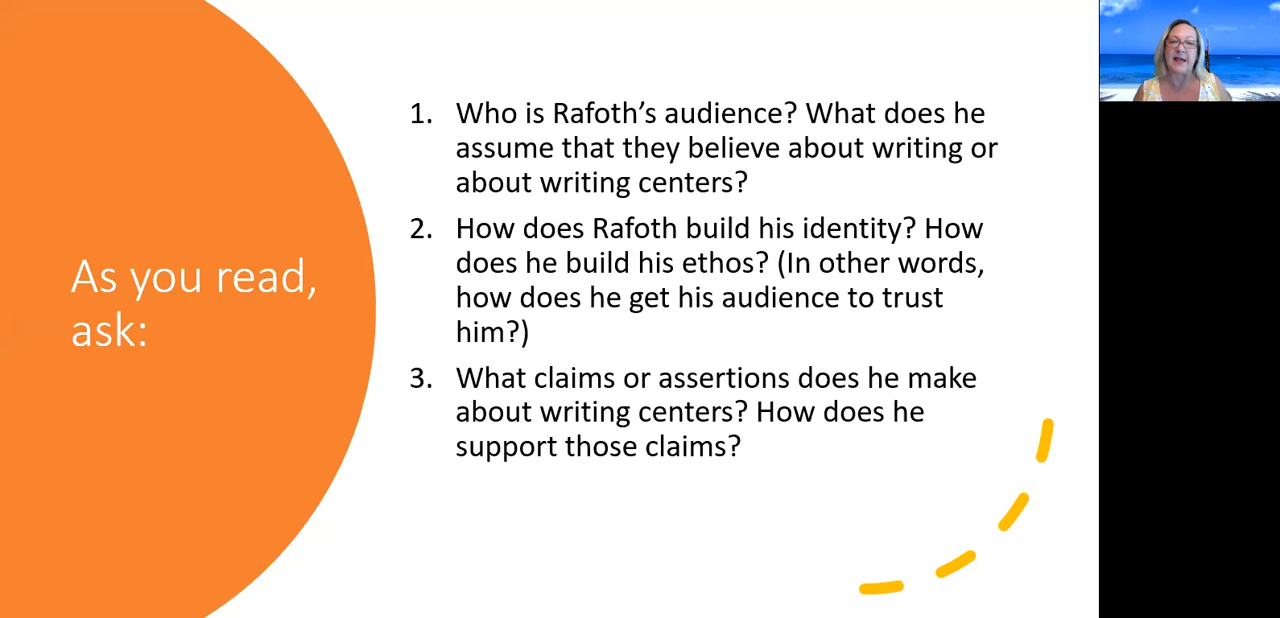 As you read,
ask:
1. Who is Rafoth’s audience? What does he
assume that they believe about writing or
about writing centers?
2. How does Rafoth build his identity? How
does he build his ethos? (In other words,
how does he get his audience to trust
him?)
3. What claims or assertions does he make
about writing centers? How does he
support those claims?